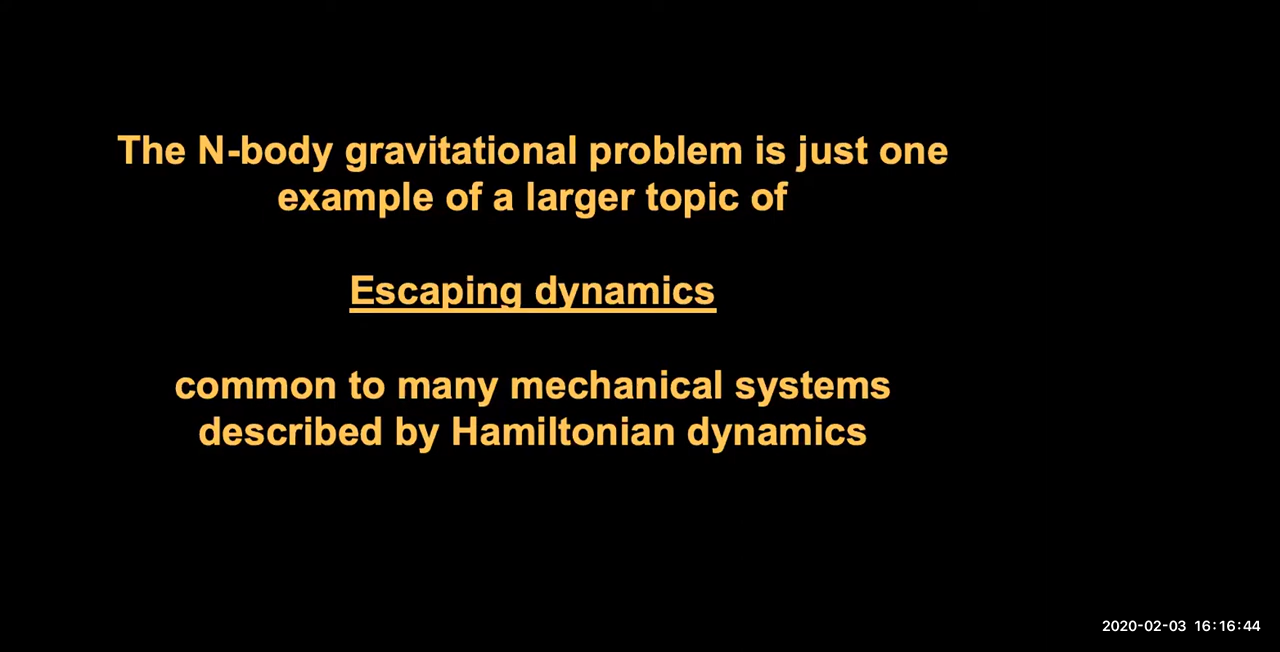 The N-body gravitational problem is just one
example of a larger topic of
Escaping dynamics
common to many mechanical systems
described by Hamiltonian dynamics
2020-02-03 16:16:44